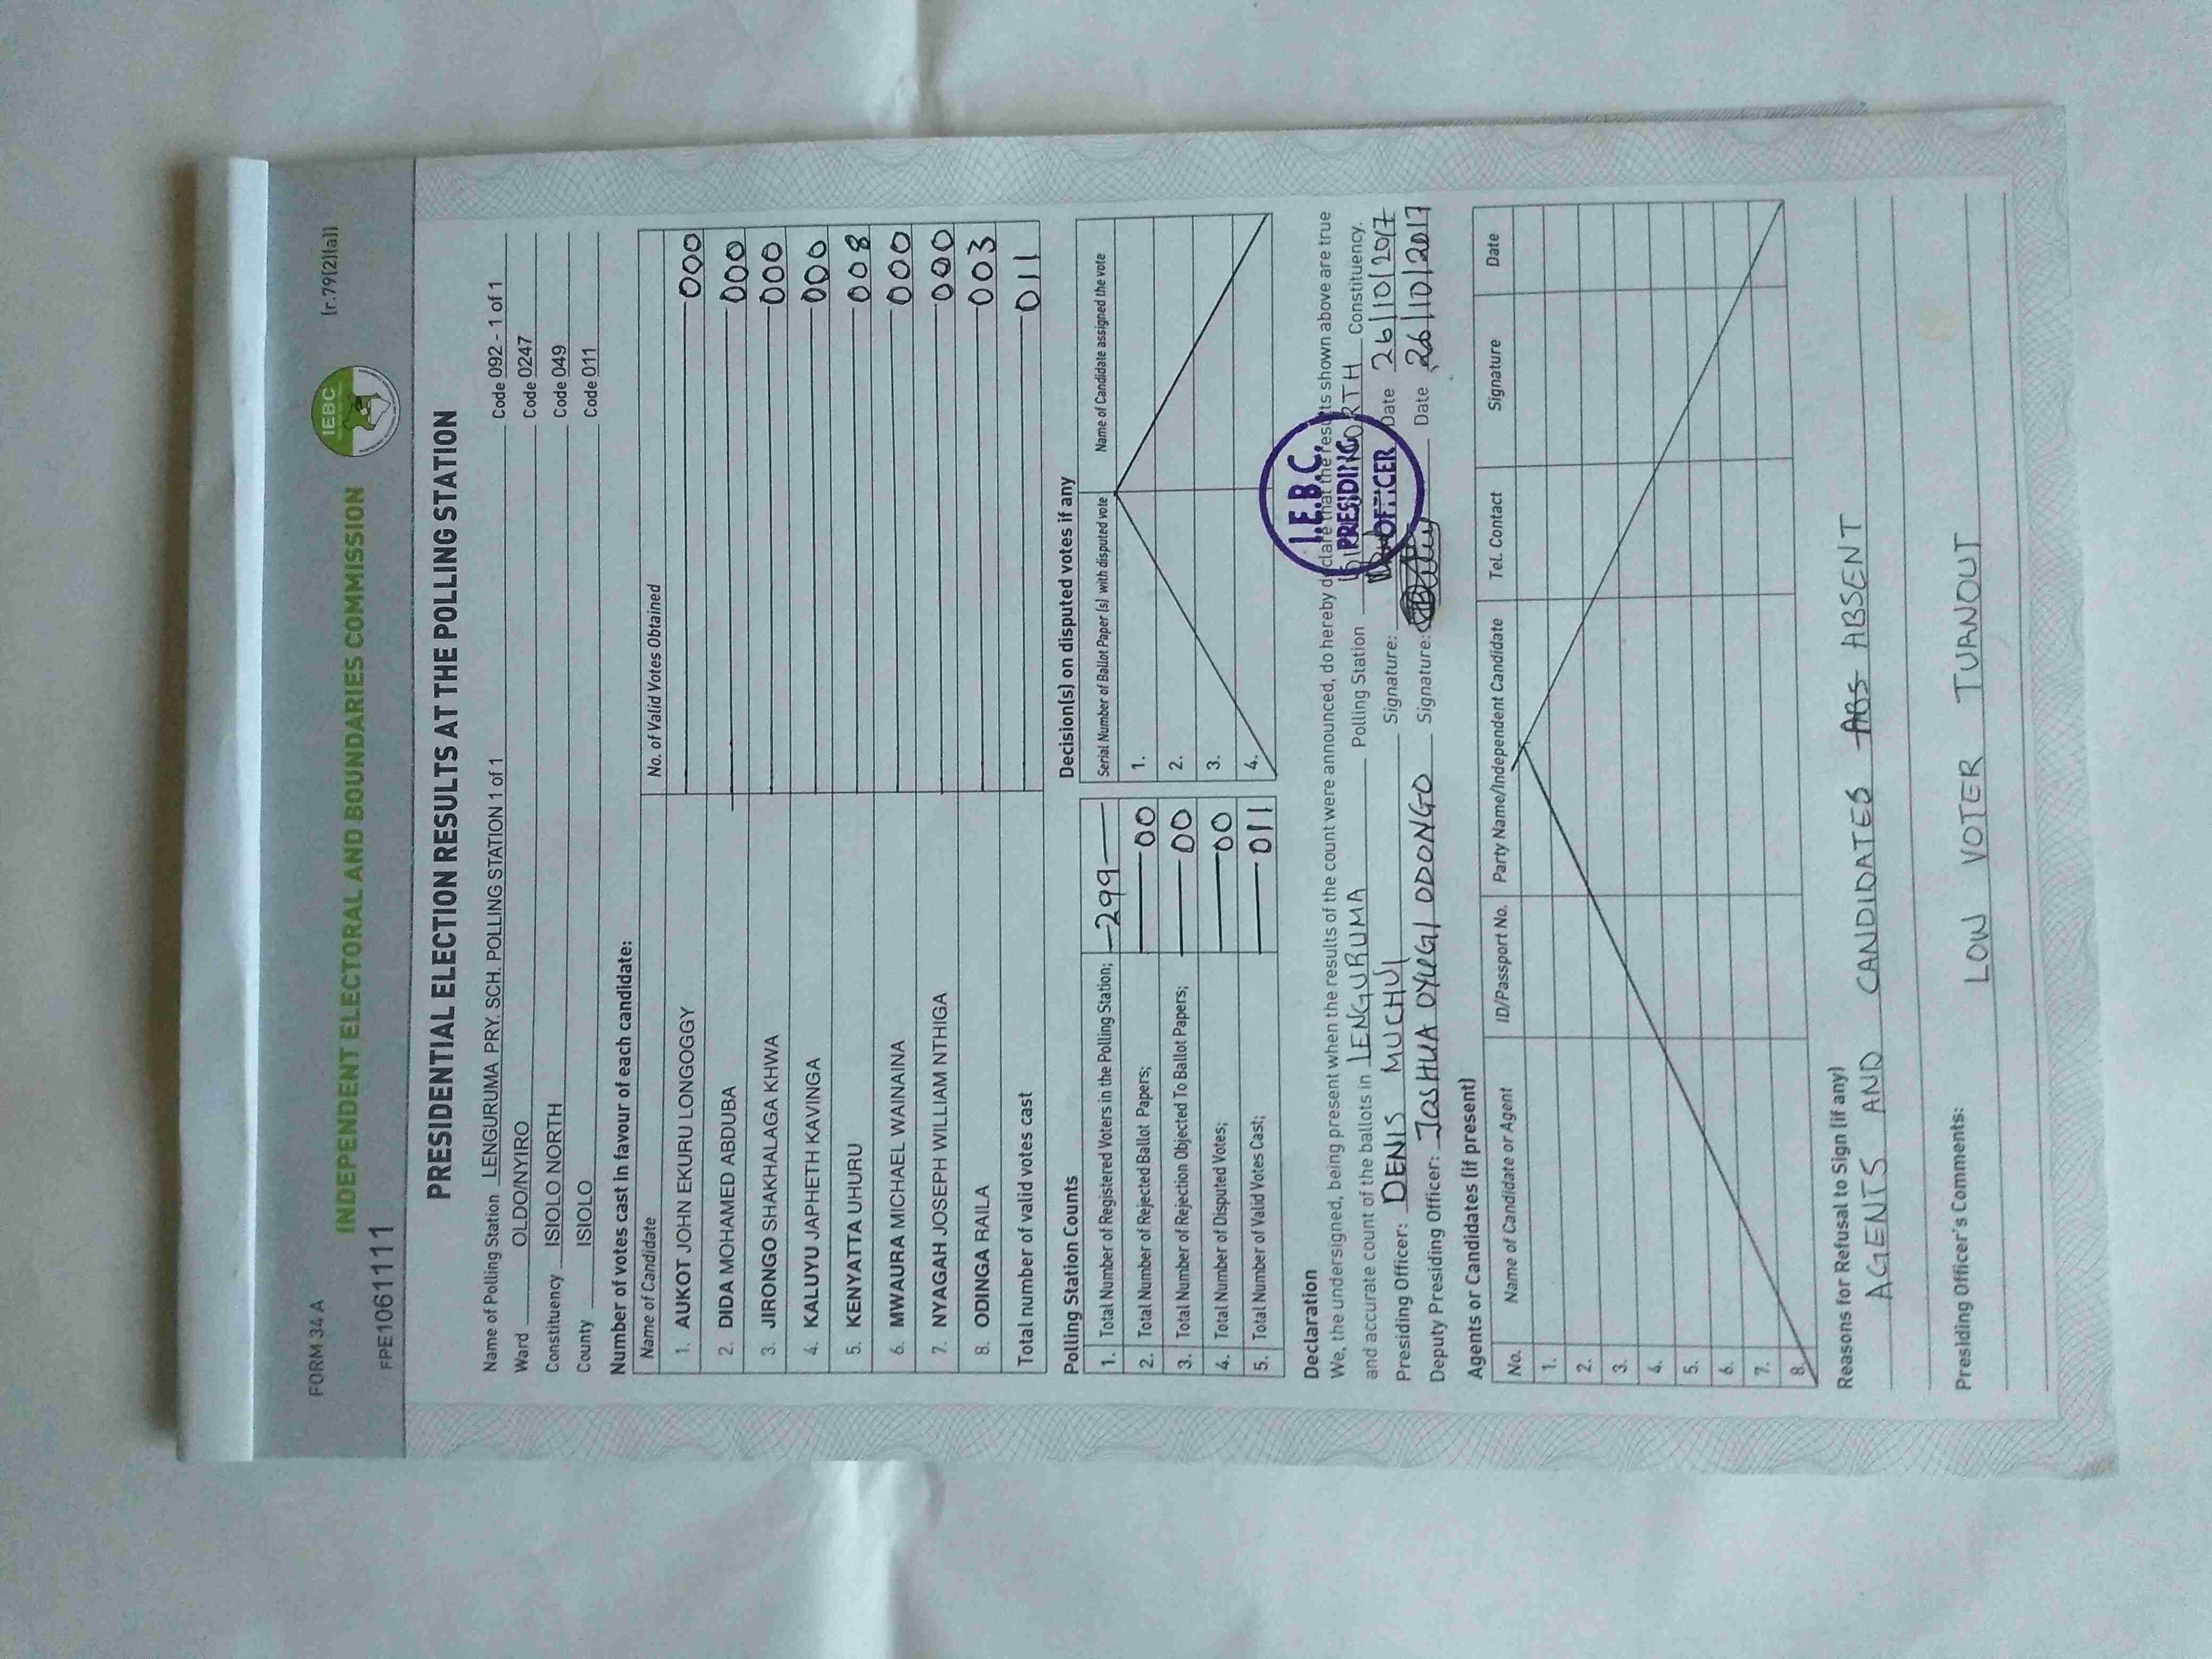 FORM 34 A
(r.79(2)(a))
IEBC
INDEPENDENT ELECTORAL AND BOUNDARIES COMMISSION
FPE1061111
PRESIDENTIAL ELECTION RESULTS AT THE POLLING STATION
Name of Polling Station LENGURUMA PRY. SCH. POLLING STATION 1 of 1 Code 092 - 1 of 1
Ward OLDO/NYIRO Code 0247
Constituency ISIOLO NORTH Code 049
County ISIOLO Code 011
Number of votes cast in favour of each candidate:
Name of Candidate No. of Valid Votes Obtained
1. AUKOT JOHN EKURU LONGOGGY 000
2. DIDA MOHAMED ABDUBA 000
3. JIRONGO SHAKHALAGA KHWA 000
4. KALUYU JAPHETH KAVINGA 000
5. KENYATTA UHURU 008
6. MWAURA MICHAEL WAINAINA 000
7. NYAGAH JOSEPH WILLIAM NTHIGA 000
8. ODINGA RAILA 003
Total number of valid votes cast 011
Polling Station Counts
1. Total Number of Registered Voters in the Polling Station; 299
2. Total Number of Rejected Ballot Papers; 00
3. Total Number of Rejection Objected To Ballot Papers; 00
4. Total Number of Disputed Votes; 00
5. Total Number of Valid Votes Cast; 011
Decision(s) on disputed votes if any
Serial Number of Ballot Paper (s) with disputed vote Name of Candidate assigned the vote
1.
2.
3.
4.
Declaration
We, the undersigned, being present when the results of the count were announced, do hereby declare that the results shown above are true
and accurate count of the ballots in LENGURUMA Polling Station ISIOLO NORTH Constituency.
Presiding Officer: DENIS MUCHUI Signature: Date 26/10/2017
Deputy Presiding Officer: JOSHUA OYUGI ODONGO Signature: Date 26/10/2017
I.E.B.C.
PRESIDING
OFFICER
Agents or Candidates (if present)
No. Name of Candidate or Agent ID/Passport No. Party Name/Independent Candidate Tel. Contact Signature Date
1.
2.
3.
4.
5.
6.
7.
8.
Reasons for Refusal to Sign (if any)
AGENTS AND CANDIDATES ABS ABSENT
Presiding Officer's Comments:
LOW VOTER TURNOUT